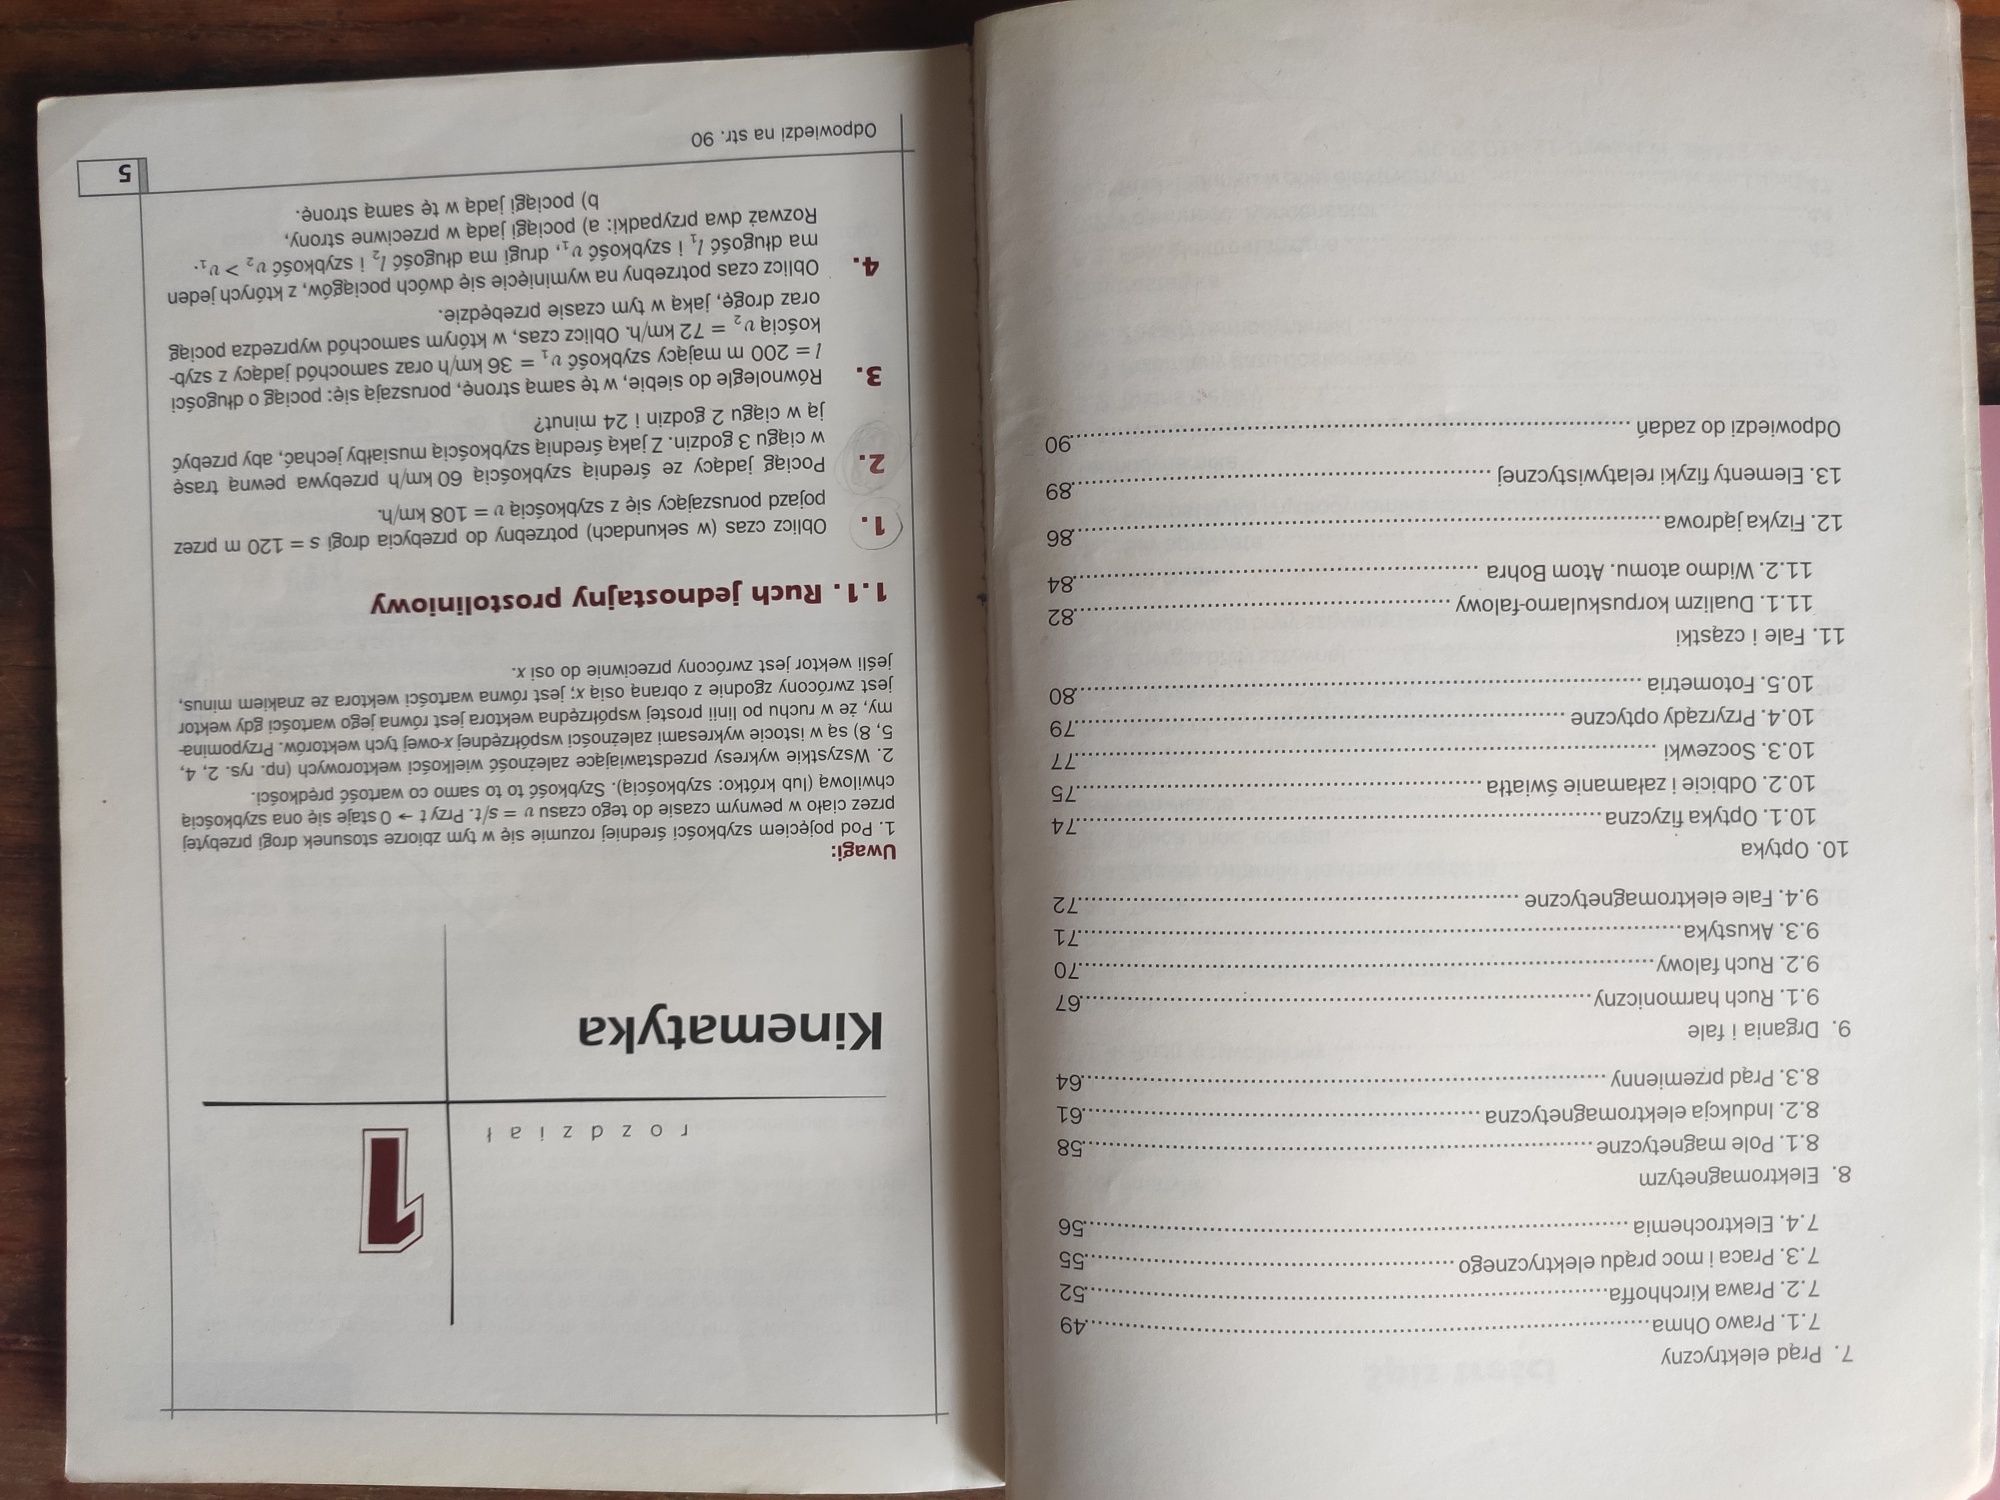 7. Prąd elektryczny
7.1. Prawo Ohma 49
7.2. Prawa Kirchhoffa 52
7.3. Praca i moc prądu elektrycznego 55
7.4. Elektrochemia 56
8. Elektromagnetyzm
8.1. Pole magnetyczne 58
8.2. Indukcja elektromagnetyczna 61
8.3. Prąd przemienny 64
9. Drgania i fale
9.1. Ruch harmoniczny 67
9.2. Ruch falowy 70
9.3. Akustyka 71
9.4. Fale elektromagnetyczne 72
10. Optyka
10.1. Optyka fizyczna 74
10.2. Odbicie i załamanie światła 75
10.3. Soczewki 77
10.4. Przyrządy optyczne 79
10.5. Fotometria 80
11. Fale i cząstki
11.1. Dualizm korpuskularno-falowy 82
11.2. Widmo atomu. Atom Bohra 84
12. Fizyka jądrowa 86
13. Elementy fizyki relatywistycznej 89
Odpowiedzi do zadań 90
1
rozdział
Kinematyka
Uwagi:
1. Pod pojęciem szybkości średniej rozumie się w tym zbiorze stosunek drogi przebytej
przez ciało w pewnym czasie do tego czasu v = s/t. Przy t → 0 staje się ona szybkością
chwilową (lub krótko: szybkością). Szybkość to to samo co wartość prędkości.
2. Wszystkie wykresy przedstawiające zależność wielkości wektorowych (np. rys. 2, 4,
5, 8) są w istocie wykresami zależności współrzędnej x-owej tych wektorów. Przypomina-
my, że w ruchu po linii prostej współrzędna wektora jest równa jego wartości gdy wektor
jest zwrócony zgodnie z obraną osią x; jest równa wartości wektora ze znakiem minus,
jeśli wektor jest zwrócony przeciwnie do osi x.
1.1. Ruch jednostajny prostoliniowy
1. Oblicz czas (w sekundach) potrzebny do przebycia drogi s = 120 m przez
pojazd poruszający się z szybkością v = 108 km/h.
2. Pociąg jadący ze średnią szybkością 60 km/h przebywa pewną trasę
w ciągu 3 godzin. Z jaką średnią szybkością musiałby jechać, aby przebyć
ją w ciągu 2 godzin i 24 minut?
3. Równolegle do siebie, w tę samą stronę, poruszają się: pociąg o długości
l = 200 m mający szybkość v₁ = 36 km/h oraz samochód jadący z szyb-
kością v₂ = 72 km/h. Oblicz czas, w którym samochód wyprzedza pociąg
oraz drogę, jaką w tym czasie przebędzie.
4. Oblicz czas potrzebny na wyminięcie się dwóch pociągów, z których jeden
ma długość l₁ i szybkość v₁, drugi ma długość l₂ i szybkość v₂ > v₁.
Rozważ dwa przypadki: a) pociągi jadą w przeciwne strony,
b) pociągi jadą w tę samą stronę.
5
Odpowiedzi na str. 90